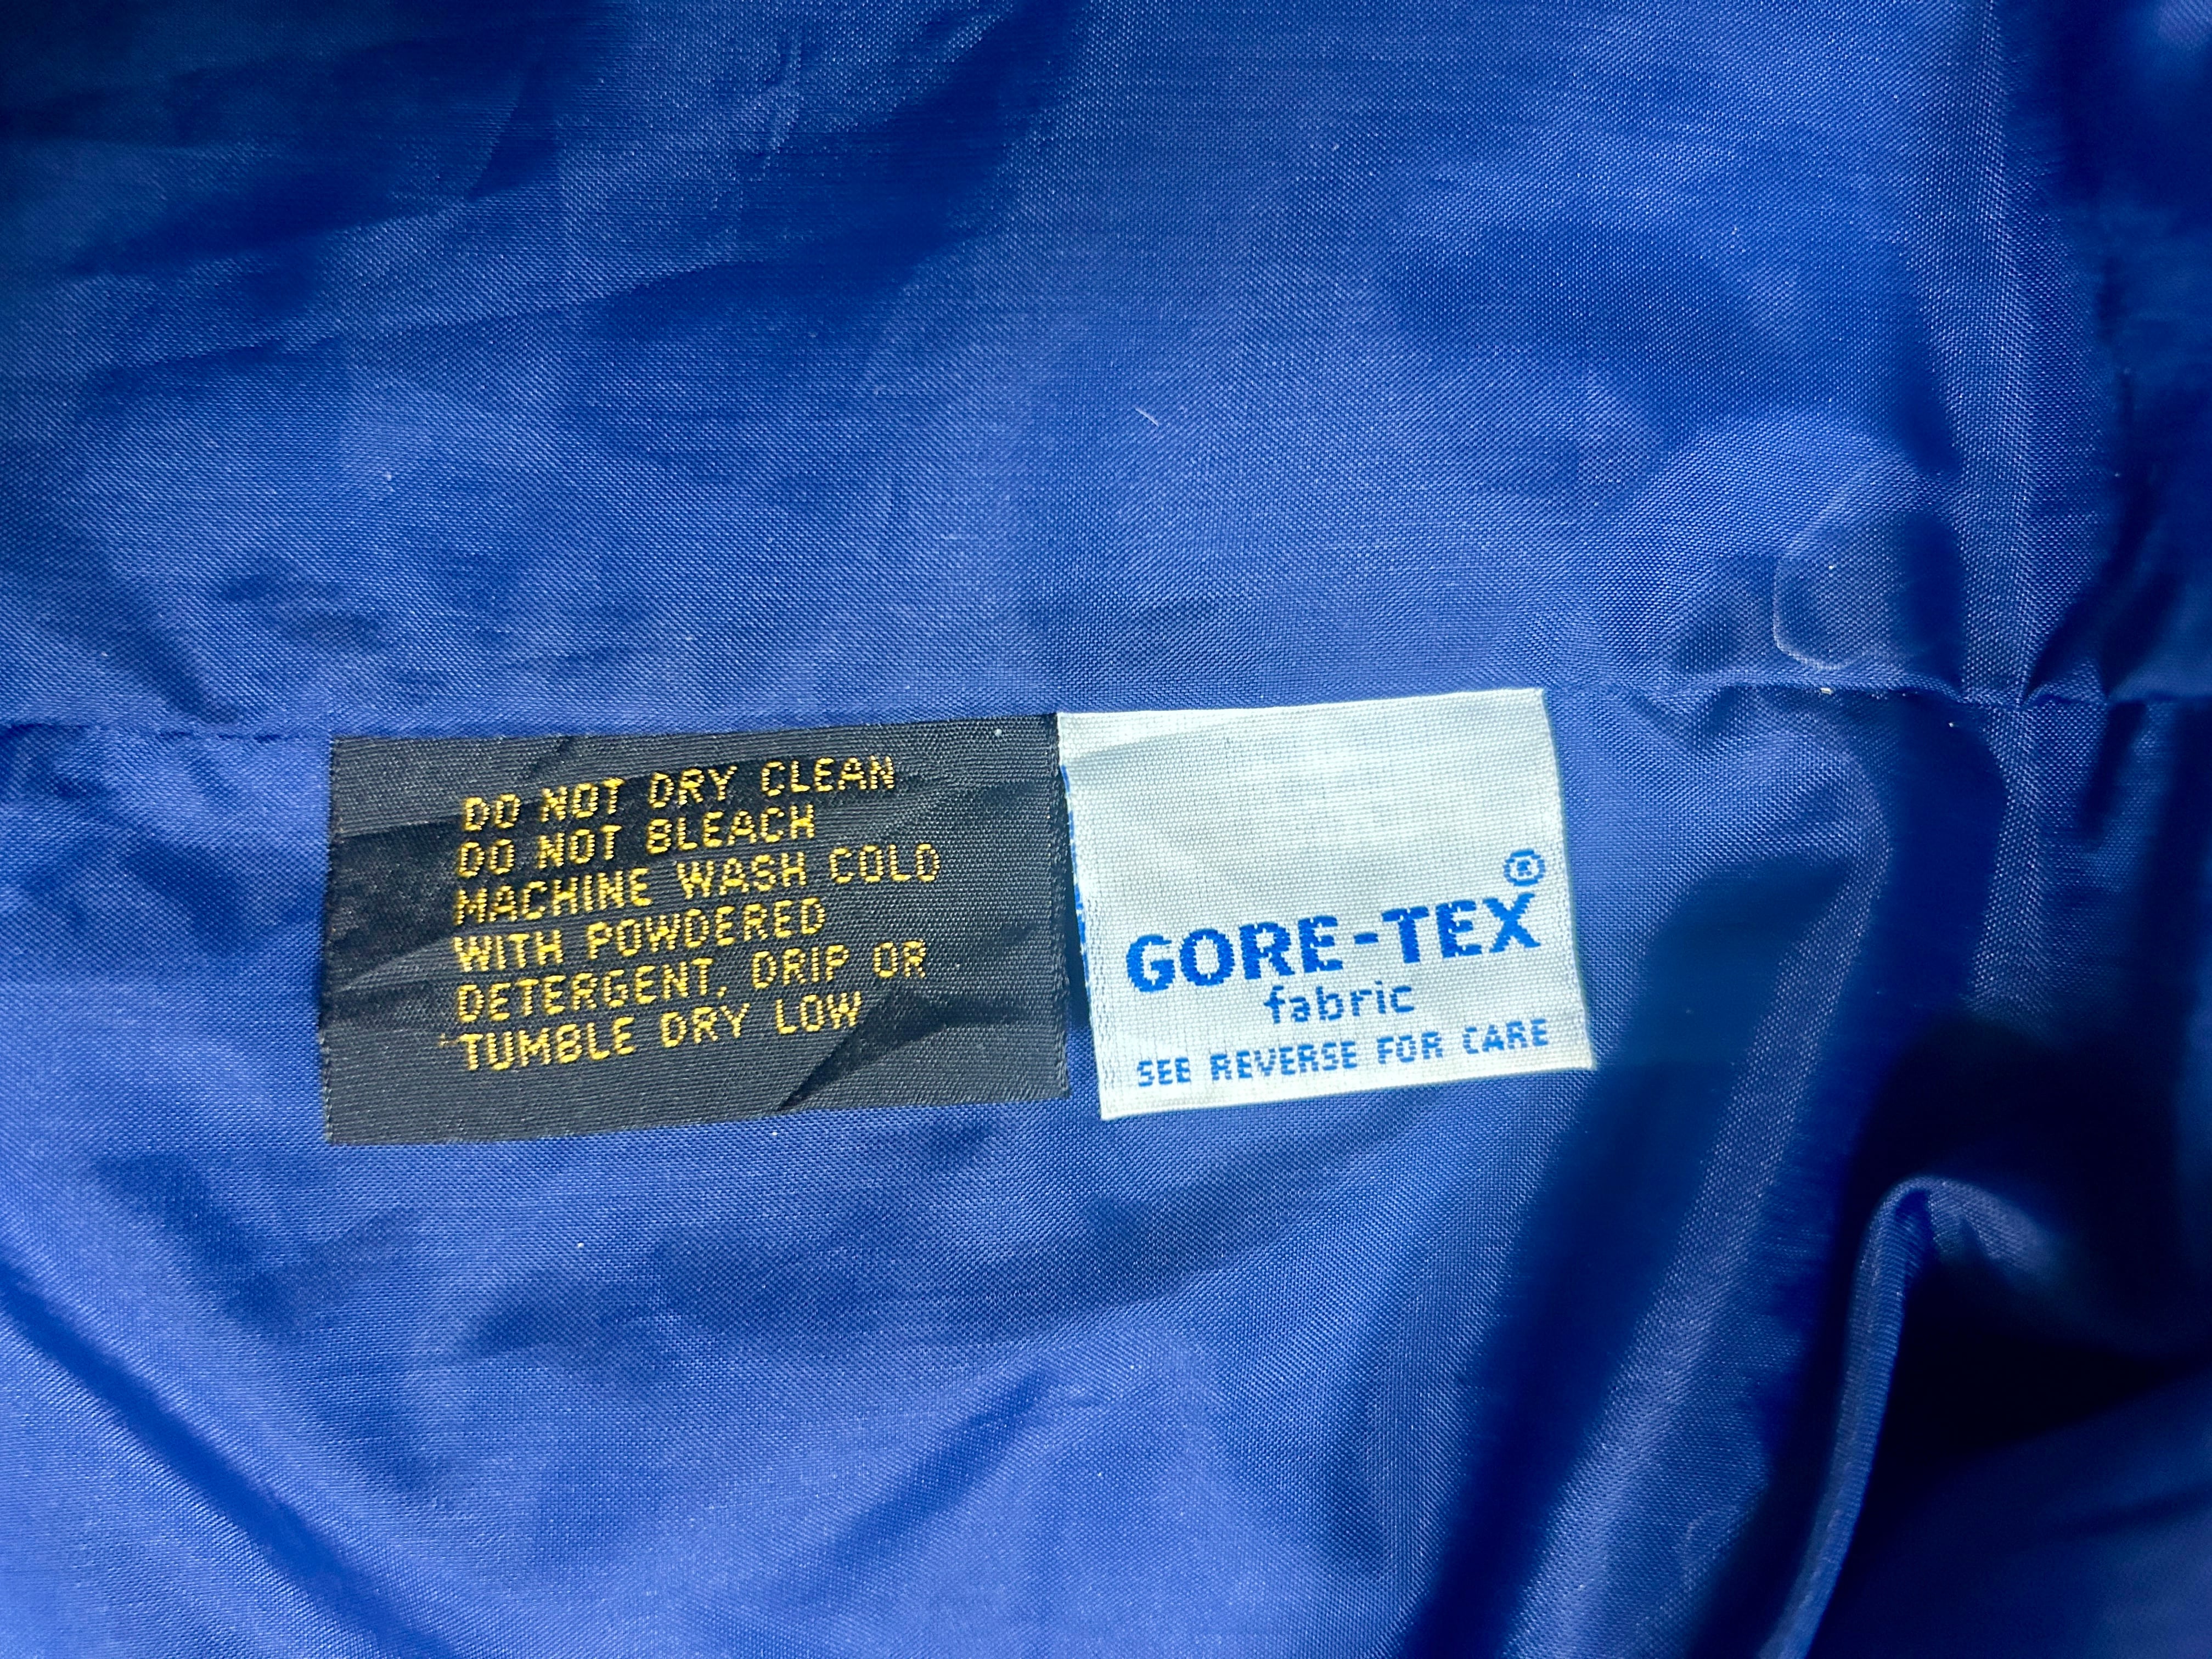 DO NOT DRY CLEAN
DO NOT BLEACH
MACHINE WASH COLD
WITH POWDERED
DETERGENT, DRIP OR
TUMBLE DRY LOW
GORE-TEX®
fabric
SEE REVERSE FOR CARE